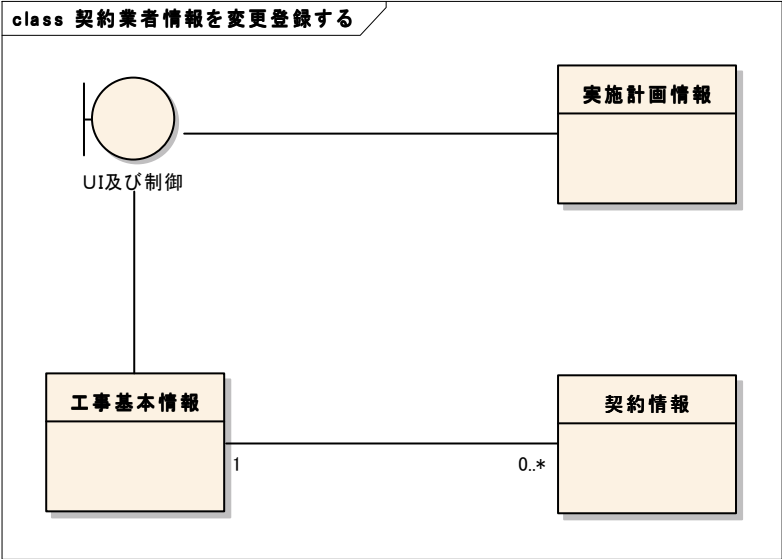 class 契約業者情報を変更登録する
実施計画情報
UI及び制御
工事基本情報
契約情報
1
0..*